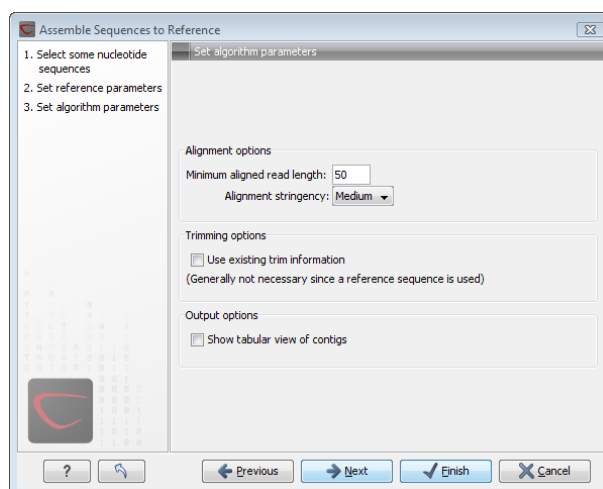 Assemble Sequences to Reference
1. Select some nucleotide
sequences
2. Set reference parameters
3. Set algorithm parameters
Set algorithm parameters
Alignment options
Minimum aligned read length: 50
Alignment stringency: Medium
Trimming options
Use existing trim information
(Generally not necessary since a reference sequence is used)
Output options
Show tabular view of contigs
? Previous Next Finish Cancel